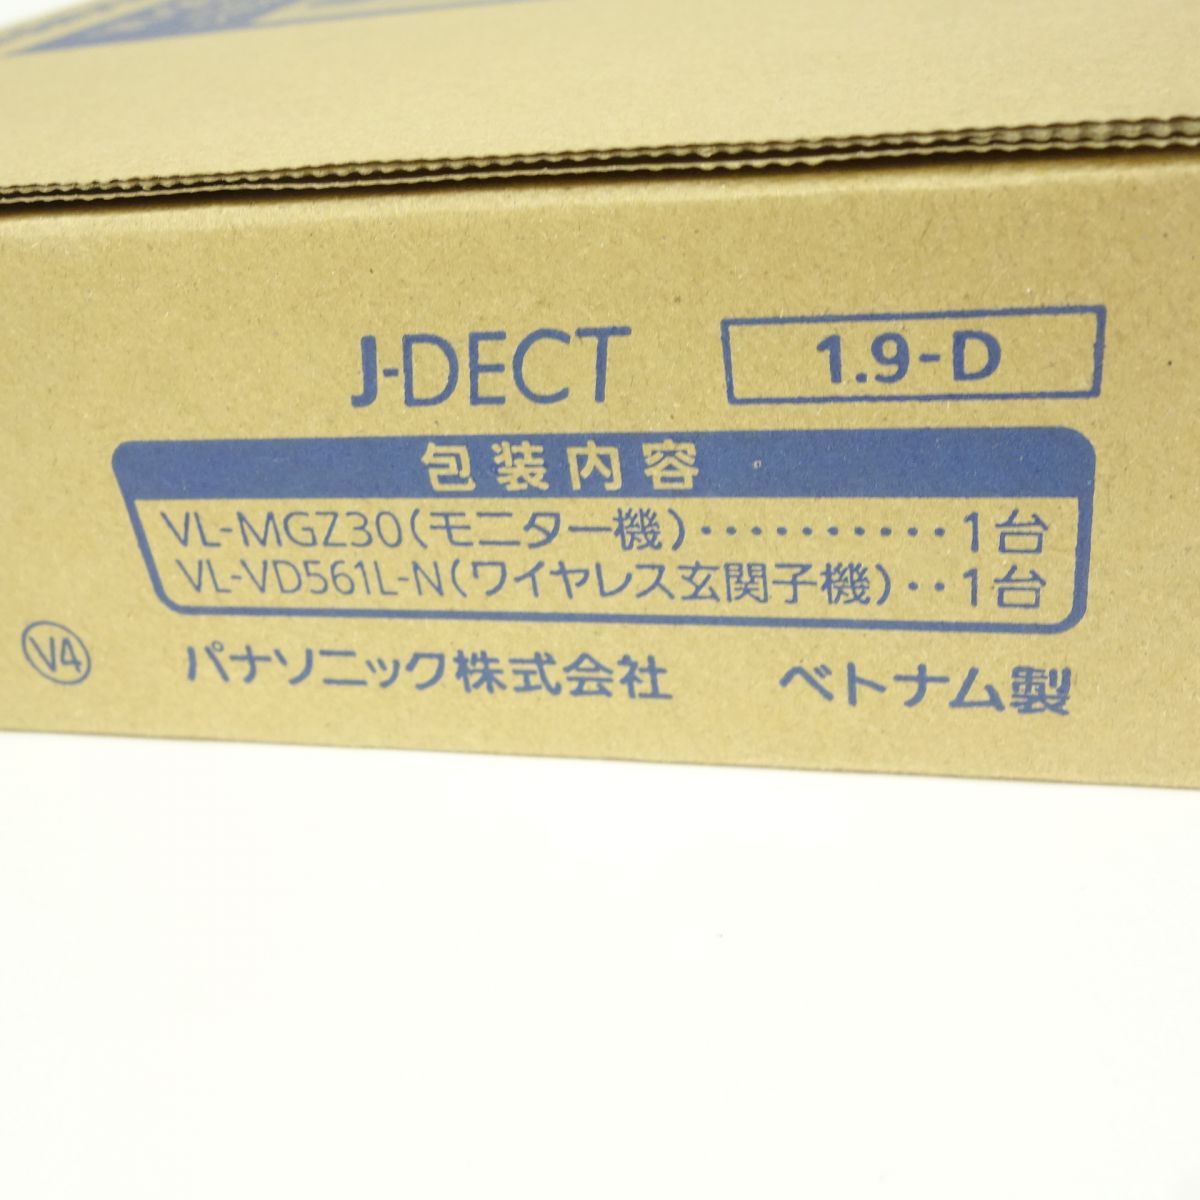 J-DECT 1.9-D
包装内容
VL-MGZ30(モニター機)・・・・・・・・・・1台
VL-VD561L-N(ワイヤレス玄関子機)・・1台
V4 パナソニック株式会社 ベトナム製